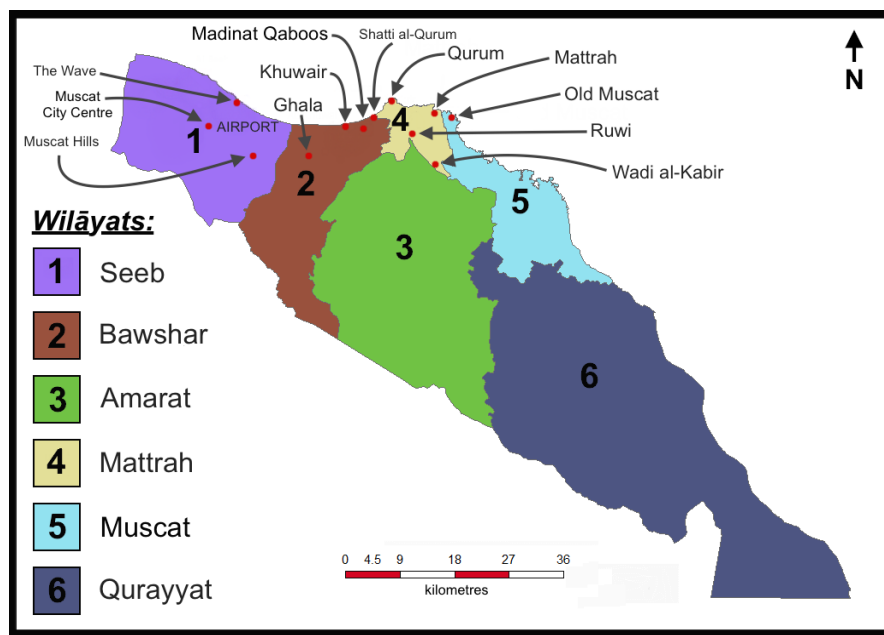 Madinat Qaboos
Shatti al-Qurum
Qurum
Mattrah
N
The Wave
Khuwair
Old Muscat
Muscat
City Centre
Ghala
AIRPORT
Ruwi
Muscat Hills
Wadi al-Kabir
1
2
3
4
5
6
Wilāyats:
1 Seeb
2 Bawshar
3 Amarat
4 Mattrah
5 Muscat
6 Qurayyat
0 4.5 9 18 27 36
kilometres